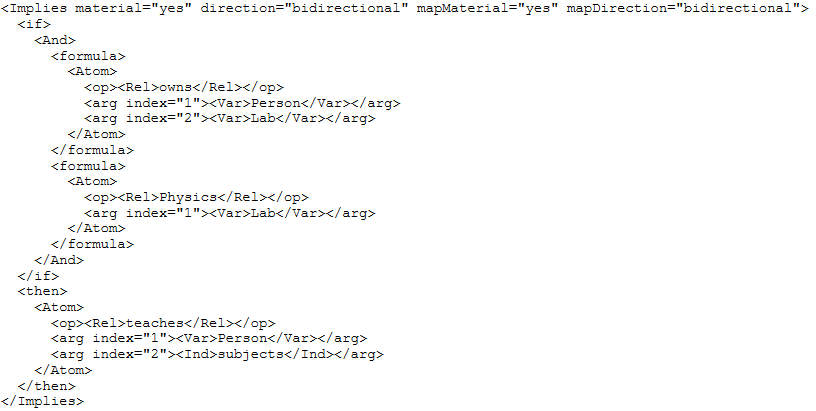 <Implies material="yes" direction="bidirectional" mapMaterial="yes" mapDirection="bidirectional">
  <if>
    <And>
      <formula>
        <Atom>
          <op><Rel>owns</Rel></op>
          <arg index="1"><Var>Person</Var></arg>
          <arg index="2"><Var>Lab</Var></arg>
        </Atom>
      </formula>
      <formula>
        <Atom>
          <op><Rel>Physics</Rel></op>
          <arg index="1"><Var>Lab</Var></arg>
        </Atom>
      </formula>
    </And>
  </if>
  <then>
    <Atom>
      <op><Rel>teaches</Rel></op>
      <arg index="1"><Var>Person</Var></arg>
      <arg index="2"><Ind>subjects</Ind></arg>
    </Atom>
  </then>
</Implies>